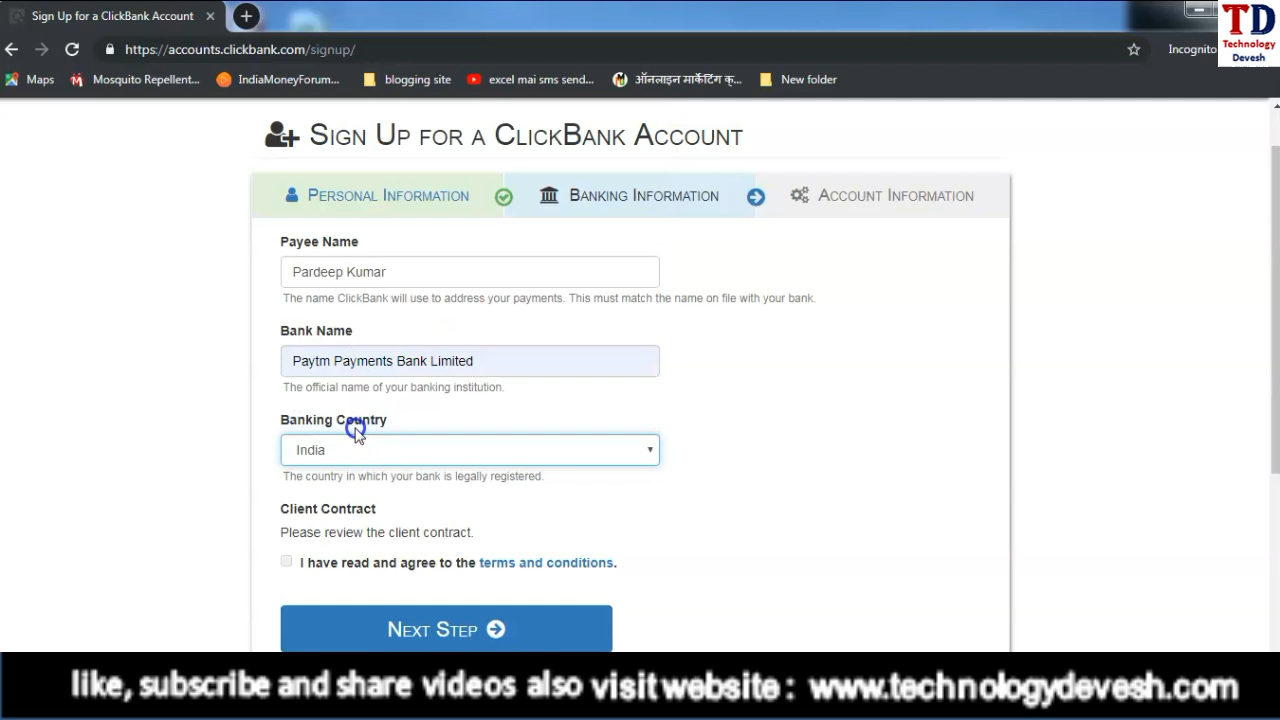 Sign Up for a ClickBank Account
TD
Technology
Devesh
https://accounts.clickbank.com/signup/
Incognito
Maps
Mosquito Repellent...
IndiaMoneyForum...
blogging site
excel mai sms send...
ऑनलाइन मार्केटिंग क्...
New folder
Sign Up for a ClickBank Account
Personal Information
Banking Information
Account Information
Payee Name
Pardeep Kumar
The name ClickBank will use to address your payments. This must match the name on file with your bank.
Bank Name
Paytm Payments Bank Limited
The official name of your banking institution.
Banking Country
India
The country in which your bank is legally registered.
Client Contract
Please review the client contract.
I have read and agree to the terms and conditions.
Next Step
like, subscribe and share videos also visit website : www.technologydevesh.com